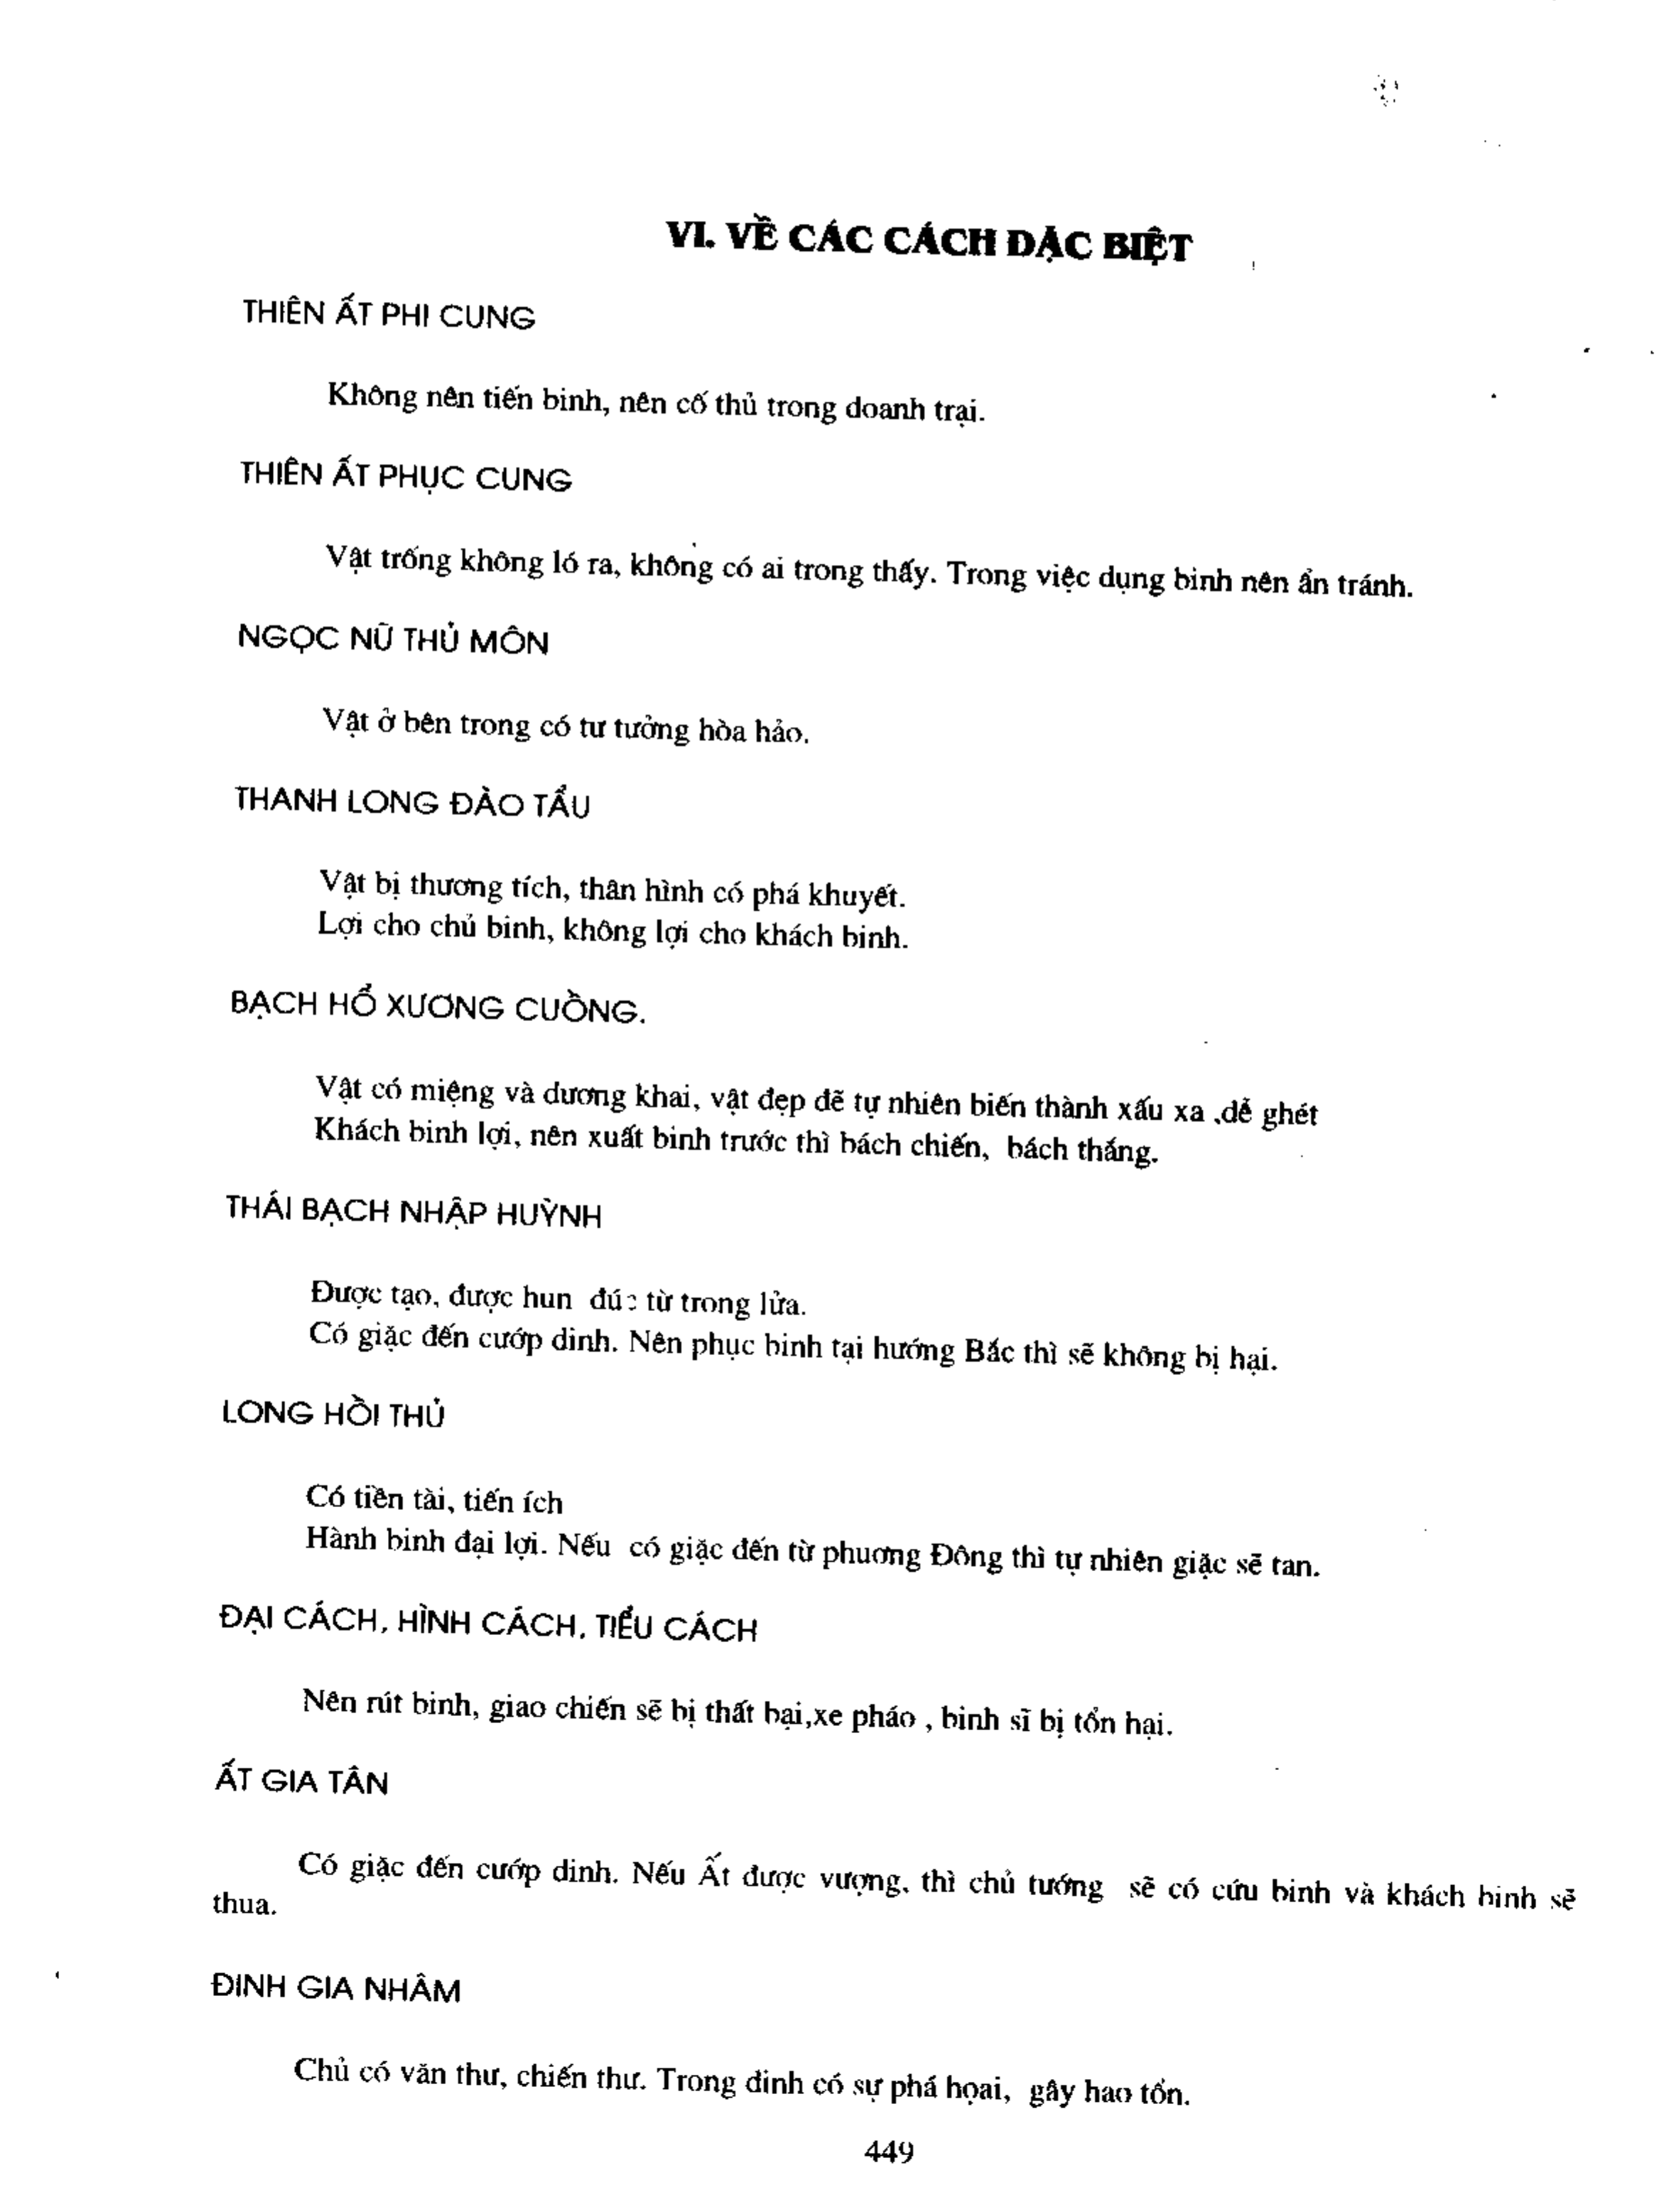 VI. VỀ CÁC CÁCH ĐẶC BIỆT
THIÊN ẤT PHI CUNG
Không nên tiến binh, nên cố thủ trong doanh trại.
THIÊN ẤT PHỤC CUNG
Vật trống không ló ra, không có ai trong thấy. Trong việc dụng binh nên ẩn tránh.
NGỌC NỮ THỦ MÔN
Vật ở bên trong có tư tưởng hòa hảo.
THANH LONG ĐÀO TẨU
Vật bị thương tích, thân hình có phá khuyết.
Lợi cho chủ binh, không lợi cho khách binh.
BẠCH HỔ XƯƠNG CUỒNG.
Vật có miệng và dương khai, vật đẹp đẽ tự nhiên biến thành xấu xa ,dễ ghét
Khách binh lợi, nên xuất binh trước thì bách chiến, bách thắng.
THÁI BẠCH NHẬP HUỲNH
Được tạo, được hun đúc từ trong lửa.
Có giặc đến cướp dinh. Nên phục binh tại hướng Bắc thì sẽ không bị hại.
LONG HỒI THỦ
Có tiền tài, tiến ích
Hành binh đại lợi. Nếu có giặc đến từ phương Đông thì tự nhiên giặc sẽ tan.
ĐẠI CÁCH, HÌNH CÁCH, TIỂU CÁCH
Nên rút binh, giao chiến sẽ bị thất bại,xe pháo , binh sĩ bị tổn hại.
ẤT GIA TÂN
Có giặc đến cướp dinh. Nếu Ất được vượng, thì chủ tướng sẽ có cứu binh và khách binh sẽ
thua.
ĐINH GIA NHÂM
Chủ có văn thư, chiến thư. Trong dinh có sự phá họai, gây hao tổn.
449